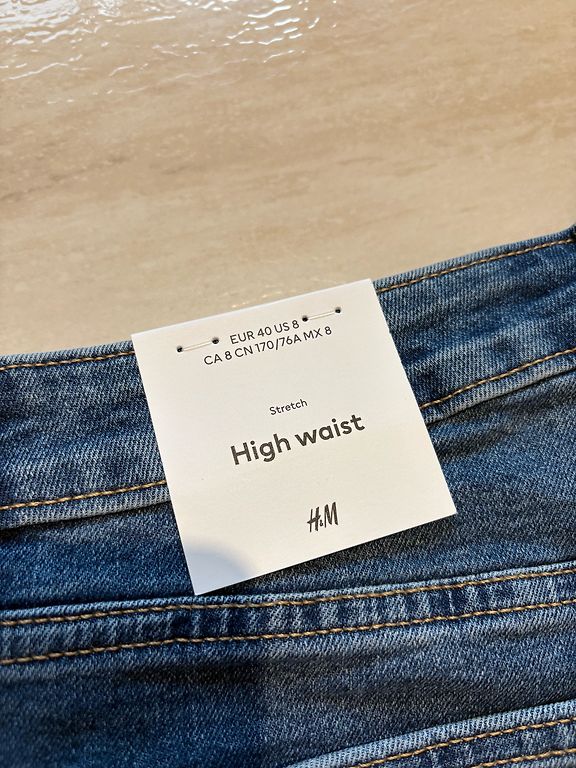 EUR 40 US 8
CA 8 CN 170/76A MX 8
Stretch
High waist
H&M